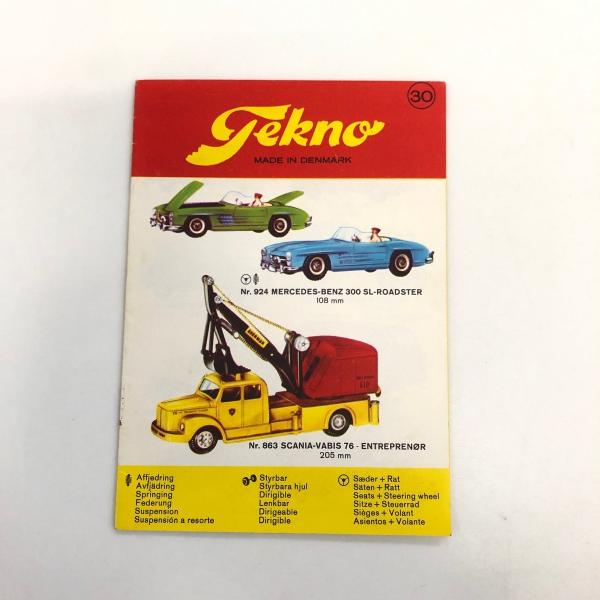 30
Tekno
MADE IN DENMARK
Nr. 924 MERCEDES-BENZ 300 SL-ROADSTER
108 mm
Nr. 863 SCANIA-VABIS 76 - ENTREPRENØR
205 mm
Affjedring
Avfjädring
Springing
Federung
Suspension
Suspensión a resorte
Styrbar
Styrbara hjul
Dirigible
Lenkbar
Dirigeable
Dirigible
Sæder + Rat
Säten + Ratt
Seats + Steering wheel
Sitze + Steuerrad
Sièges + Volant
Asientos + Volante